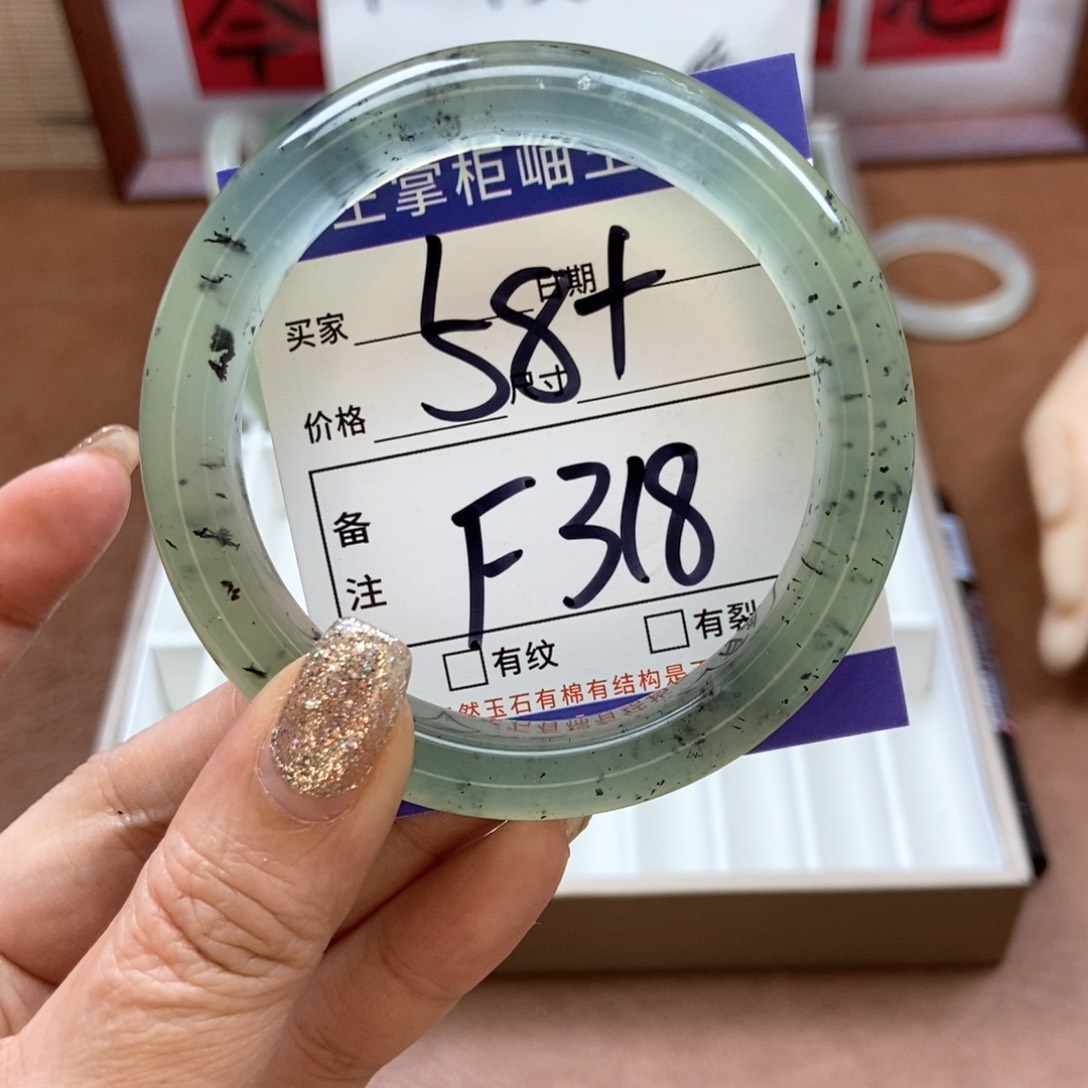 王掌柜岫玉
58+
买家 日期
价格 尺寸
F318
备
注
有纹 有裂
然玉石有棉有结构是